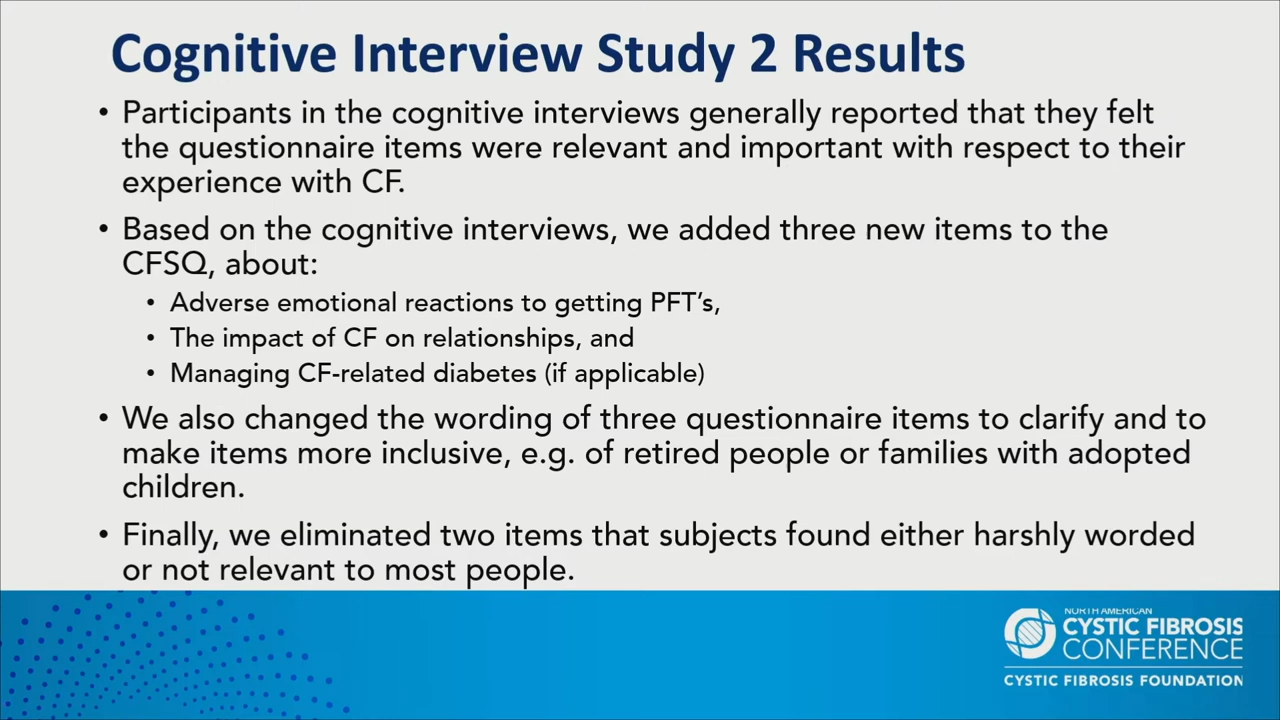 Cognitive Interview Study 2 Results
• Participants in the cognitive interviews generally reported that they felt
the questionnaire items were relevant and important with respect to their
experience with CF.
• Based on the cognitive interviews, we added three new items to the
CFSQ, about:
• Adverse emotional reactions to getting PFT's,
• The impact of CF on relationships, and
• Managing CF-related diabetes (if applicable)
• We also changed the wording of three questionnaire items to clarify and to
make items more inclusive, e.g. of retired people or families with adopted
children.
• Finally, we eliminated two items that subjects found either harshly worded
or not relevant to most people.
NORTH AMERICAN
CYSTIC FIBROSIS
CONFERENCE
CYSTIC FIBROSIS FOUNDATION